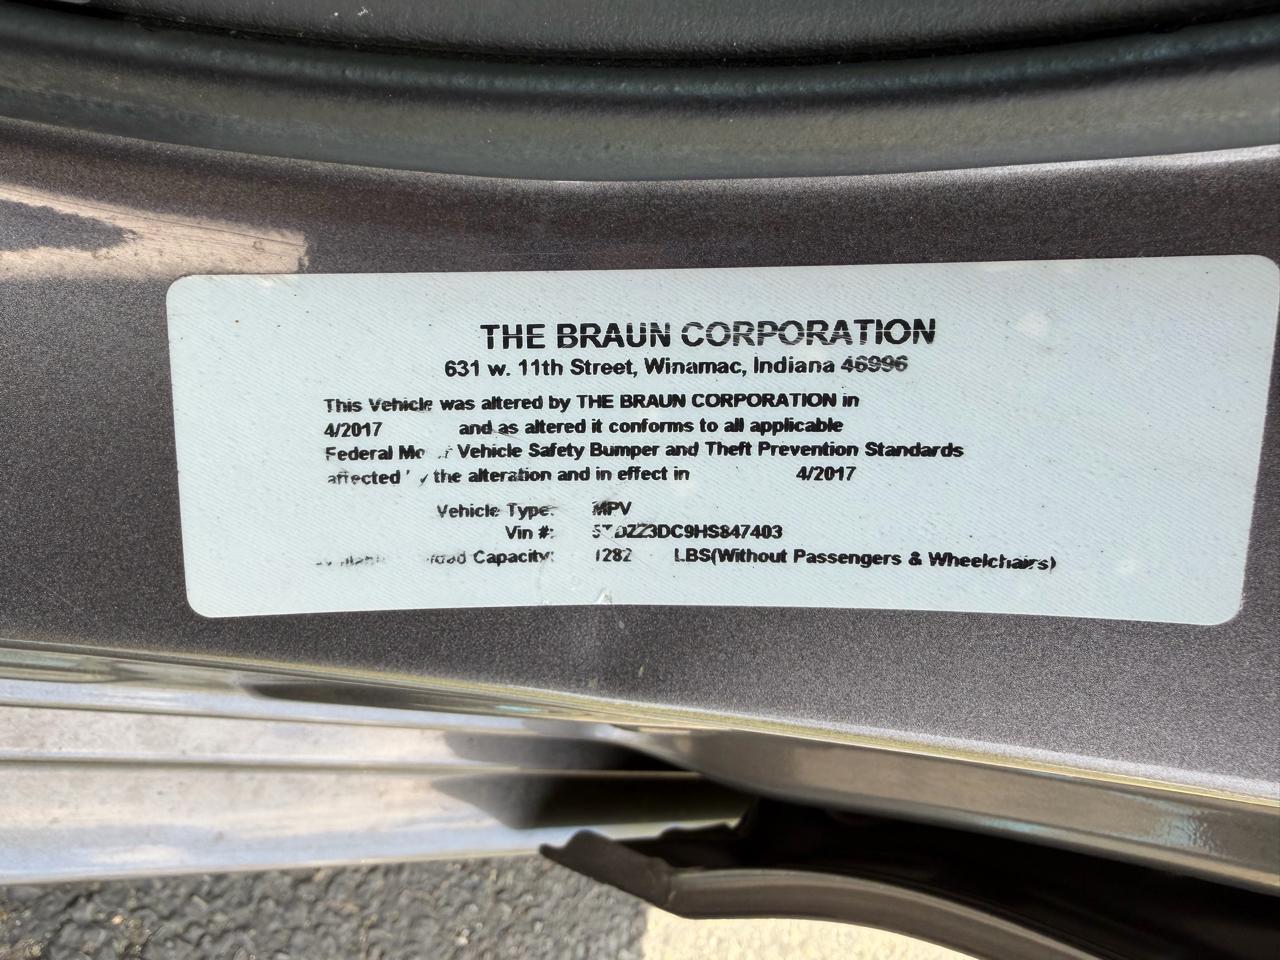 THE BRAUN CORPORATION
631 w. 11th Street, Winamac, Indiana 46996
This Vehicle was altered by THE BRAUN CORPORATION in
4/2017 and as altered it conforms to all applicable
Federal Vehicle Safety Bumper and Theft Prevention Standards
affected the alteration and in effect in 4/2017
Vehicle Type: MPV
Vin #:
Capacity: 1282 LBS(Without Passengers & Wheelchairs)